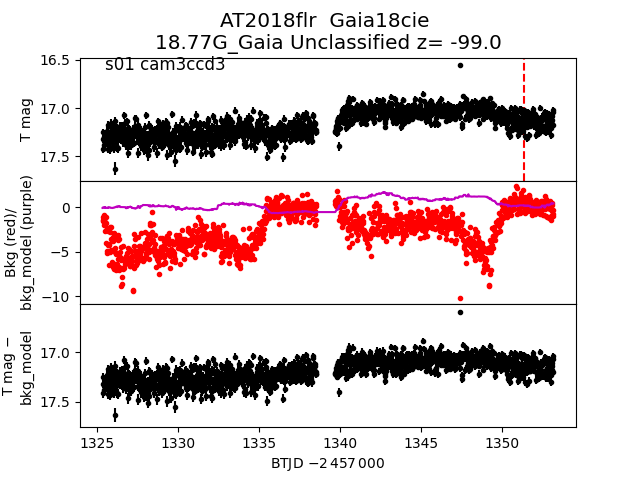 AT2018flr  Gaia18cie
18.77G_Gaia Unclassified z= -99.0
s01 cam3ccd3
16.5
17.0
17.5
T mag
0
−5
−10
Bkg (red)/
bkg_model (purple)
17.0
17.5
T mag −
bkg_model
1325
1330
1335
1340
1345
1350
BTJD −2 457 000